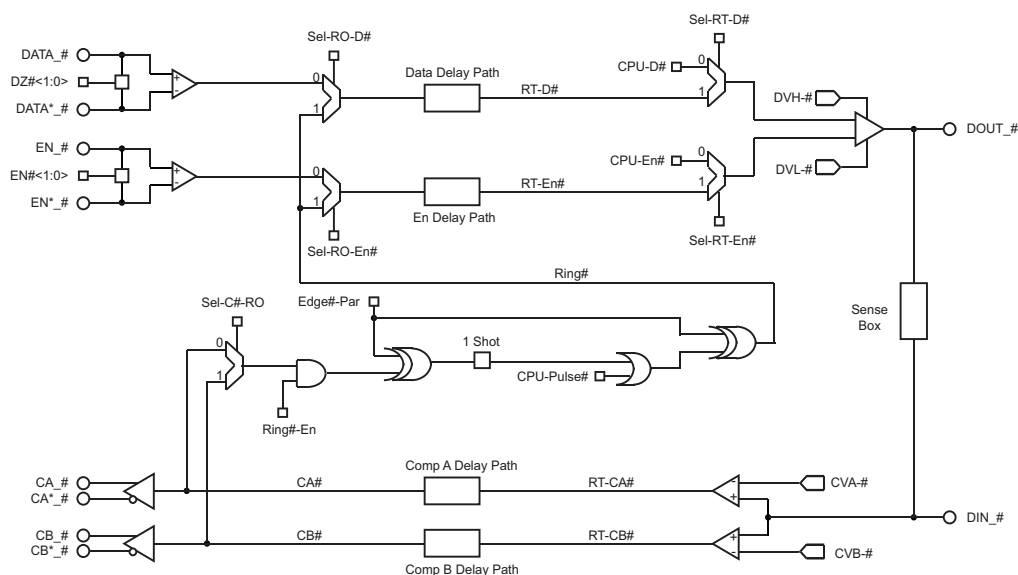 Sel-RT-D#
Sel-RO-D#
DATA_#
DZ#<1:0>
DATA*_#
+
-
0
1
Data Delay Path
RT-D#
CPU-D#
0
1
DVH-#
DOUT_#
EN_#
EN#<1:0>
EN*_#
+
-
0
1
RT-En#
En Delay Path
CPU-En#
0
1
DVL-#
Sel-RO-En#
Sel-RT-En#
Ring#
Sel-C#-RO
Edge#-Par
Sense
Box
0
1
1 Shot
CPU-Pulse#
Ring#-En
Comp A Delay Path
CA_#
CA*_#
CA#
RT-CA#
-
+
CVA-#
DIN_#
CB_#
CB*_#
CB#
RT-CB#
+
-
CVB-#
Comp B Delay Path